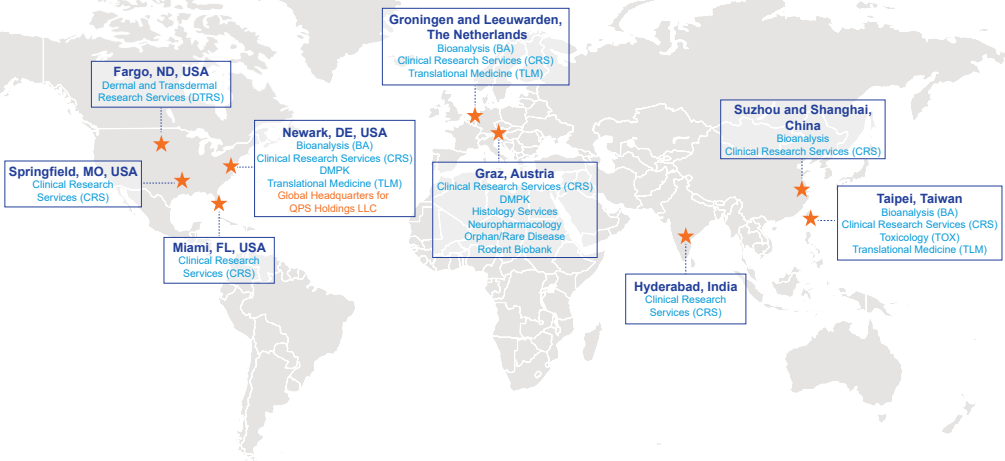 Groningen and Leeuwarden,
The Netherlands
Bioanalysis (BA)
Clinical Research Services (CRS)
Translational Medicine (TLM)
Fargo, ND, USA
Dermal and Transdermal
Research Services (DTRS)
Newark, DE, USA
Bioanalysis (BA)
Clinical Research Services (CRS)
DMPK
Translational Medicine (TLM)
Global Headquarters for
QPS Holdings LLC
Springfield, MO, USA
Clinical Research
Services (CRS)
Miami, FL, USA
Clinical Research
Services (CRS)
Graz, Austria
Clinical Research Services (CRS)
DMPK
Histology Services
Neuropharmacology
Orphan/Rare Disease
Rodent Biobank
Suzhou and Shanghai,
China
Bioanalysis
Clinical Research Services (CRS)
Taipei, Taiwan
Bioanalysis (BA)
Clinical Research Services (CRS)
Toxicology (TOX)
Translational Medicine (TLM)
Hyderabad, India
Clinical Research
Services (CRS)